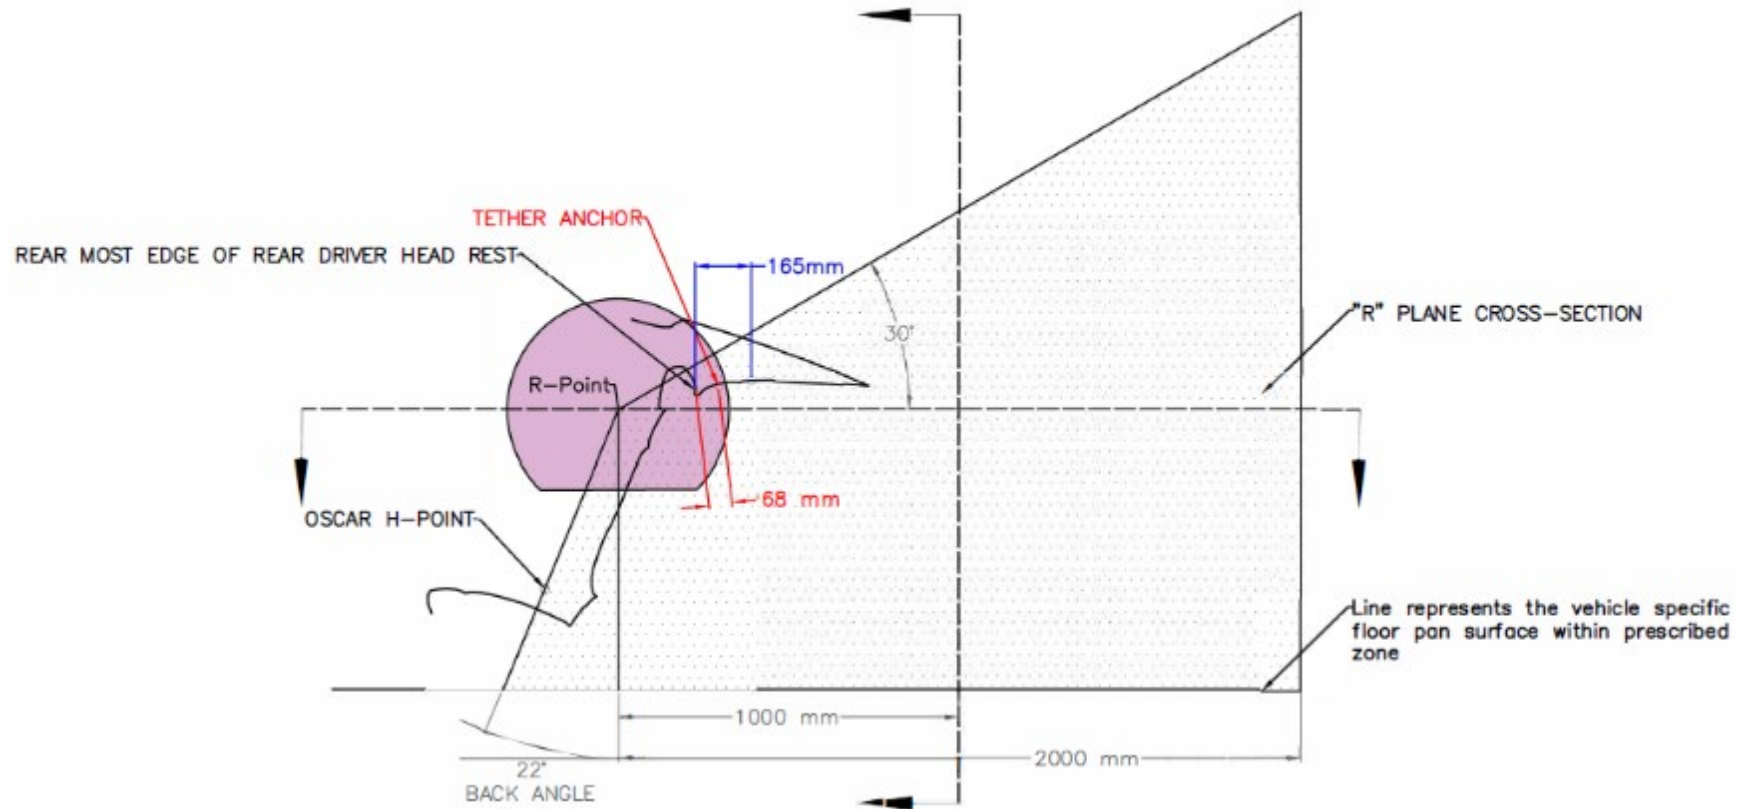 TETHER ANCHOR
REAR MOST EDGE OF REAR DRIVER HEAD REST
165mm
"R" PLANE CROSS-SECTION
30°
R-Point
68 mm
OSCAR H-POINT
Line represents the vehicle specific
floor pan surface within prescribed
zone
1000 mm
2000 mm
22°
BACK ANGLE